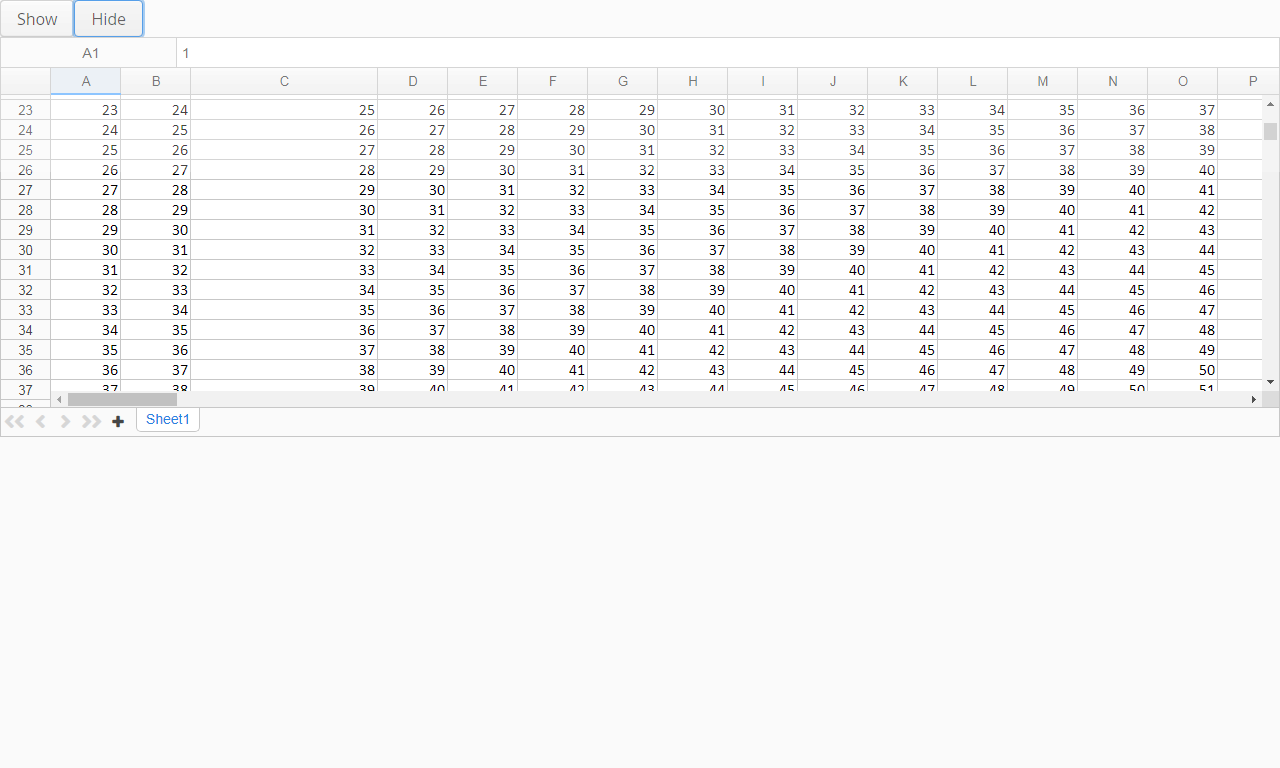 Show Hide
A1 1
A B C D E F G H I J K L M N O P
23 23 24 25 26 27 28 29 30 31 32 33 34 35 36 37
24 24 25 26 27 28 29 30 31 32 33 34 35 36 37 38
25 25 26 27 28 29 30 31 32 33 34 35 36 37 38 39
26 26 27 28 29 30 31 32 33 34 35 36 37 38 39 40
27 27 28 29 30 31 32 33 34 35 36 37 38 39 40 41
28 28 29 30 31 32 33 34 35 36 37 38 39 40 41 42
29 29 30 31 32 33 34 35 36 37 38 39 40 41 42 43
30 30 31 32 33 34 35 36 37 38 39 40 41 42 43 44
31 31 32 33 34 35 36 37 38 39 40 41 42 43 44 45
32 32 33 34 35 36 37 38 39 40 41 42 43 44 45 46
33 33 34 35 36 37 38 39 40 41 42 43 44 45 46 47
34 34 35 36 37 38 39 40 41 42 43 44 45 46 47 48
35 35 36 37 38 39 40 41 42 43 44 45 46 47 48 49
36 36 37 38 39 40 41 42 43 44 45 46 47 48 49 50
37 37 38 39 40 41 42 43 44 45 46 47 48 49 50 51
Sheet1